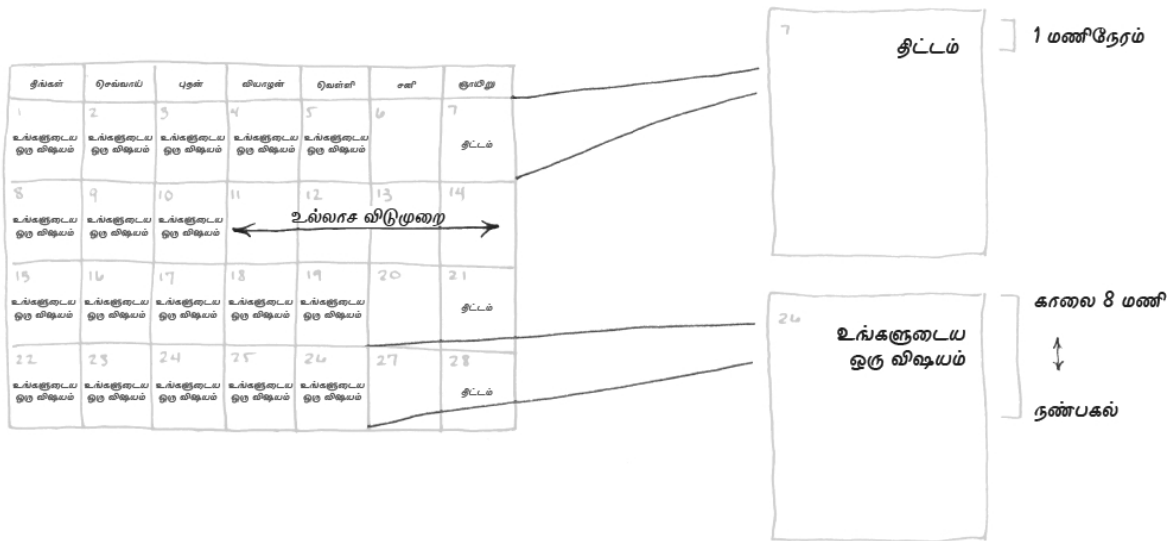 திங்கள் செவ்வாய் புதன் வியாழன் வெள்ளி சனி ஞாயிறு
1 2 3 4 5 6 7
உங்களுடைய உங்களுடைய உங்களுடைய உங்களுடைய உங்களுடைய
ஒரு விஷயம் ஒரு விஷயம் ஒரு விஷயம் ஒரு விஷயம் ஒரு விஷயம் திட்டம்
8 9 10 11 12 13 14
உங்களுடைய உங்களுடைய உங்களுடைய உல்லாச விடுமுறை
ஒரு விஷயம் ஒரு விஷயம் ஒரு விஷயம்
15 16 17 18 19 20 21
உங்களுடைய உங்களுடைய உங்களுடைய உங்களுடைய உங்களுடைய
ஒரு விஷயம் ஒரு விஷயம் ஒரு விஷயம் ஒரு விஷயம் ஒரு விஷயம் திட்டம்
22 23 24 25 26 27 28
உங்களுடைய உங்களுடைய உங்களுடைய உங்களுடைய உங்களுடைய
ஒரு விஷயம் ஒரு விஷயம் ஒரு விஷயம் ஒரு விஷயம் ஒரு விஷயம் திட்டம்
7
திட்டம்
1 மணிநேரம்
26
உங்களுடைய
ஒரு விஷயம்
காலை 8 மணி
நண்பகல்